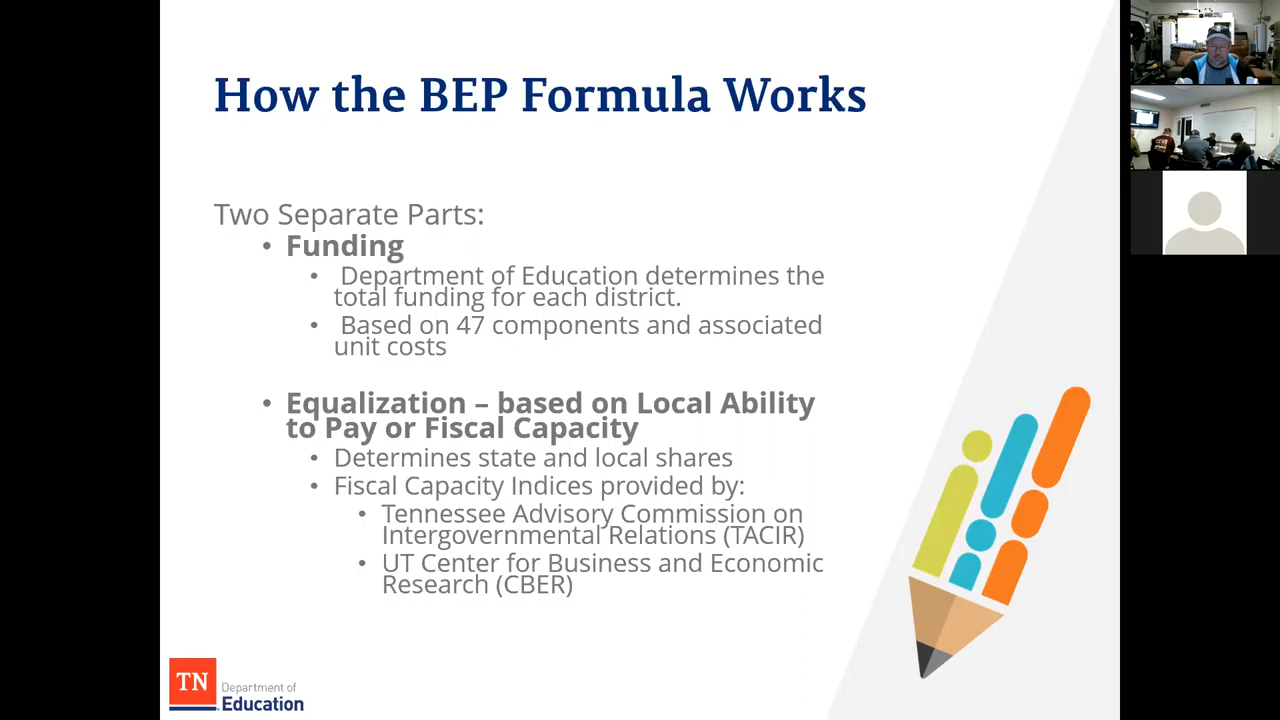 How the BEP Formula Works
Two Separate Parts:
• Funding
• Department of Education determines the
total funding for each district.
• Based on 47 components and associated
unit costs
• Equalization – based on Local Ability
to Pay or Fiscal Capacity
• Determines state and local shares
• Fiscal Capacity Indices provided by:
• Tennessee Advisory Commission on
Intergovernmental Relations (TACIR)
• UT Center for Business and Economic
Research (CBER)
TN
Department of
Education